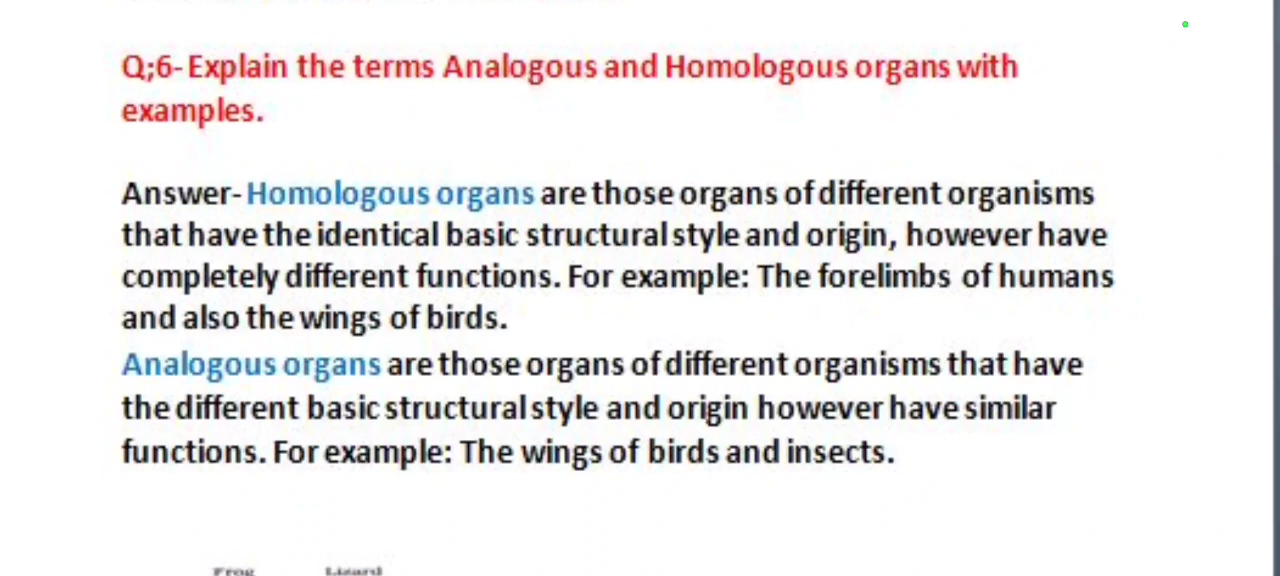 Q;6- Explain the terms Analogous and Homologous organs with
examples.
Answer- Homologous organs are those organs of different organisms
that have the identical basic structural style and origin, however have
completely different functions. For example: The forelimbs of humans
and also the wings of birds.
Analogous organs are those organs of different organisms that have
the different basic structural style and origin however have similar
functions. For example: The wings of birds and insects.
Frog Lizard